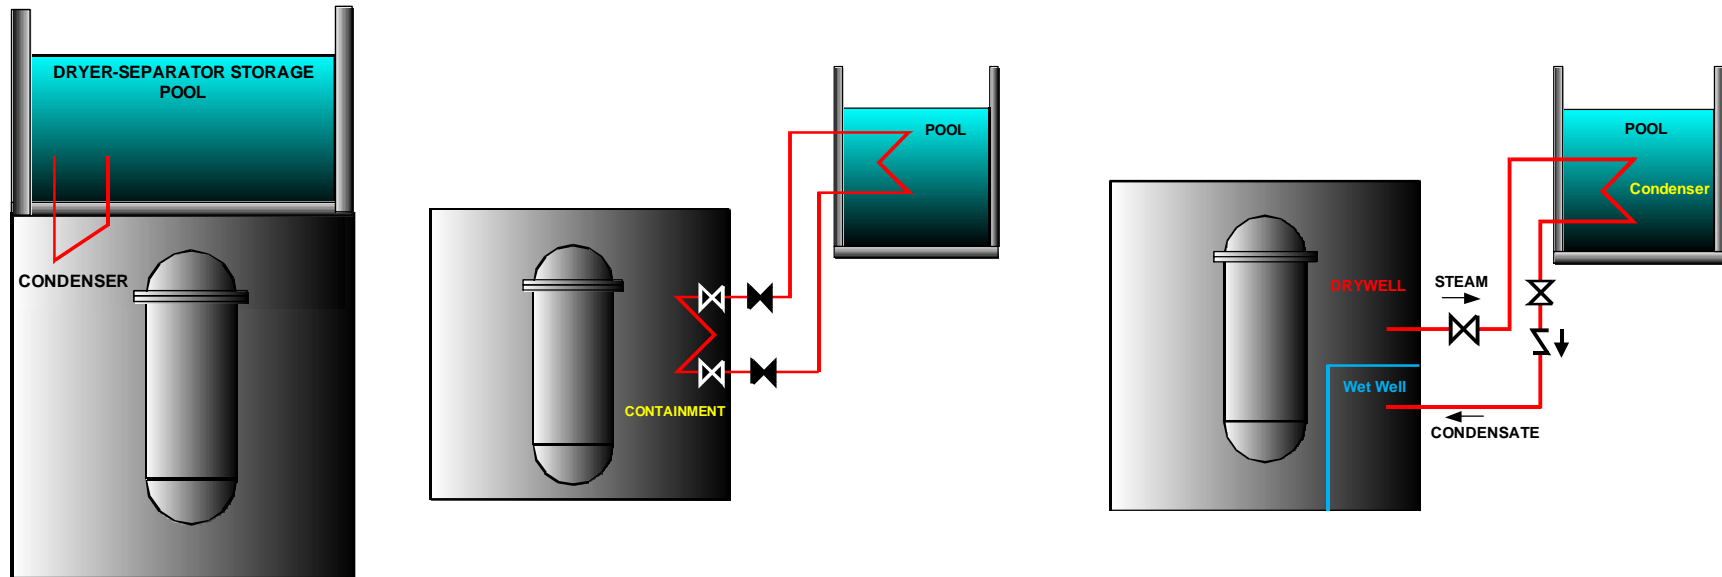 DRYER-SEPARATOR STORAGE
POOL
CONDENSER
POOL
CONTAINMENT
POOL
Condenser
DRYWELL
STEAM
Wet Well
CONDENSATE